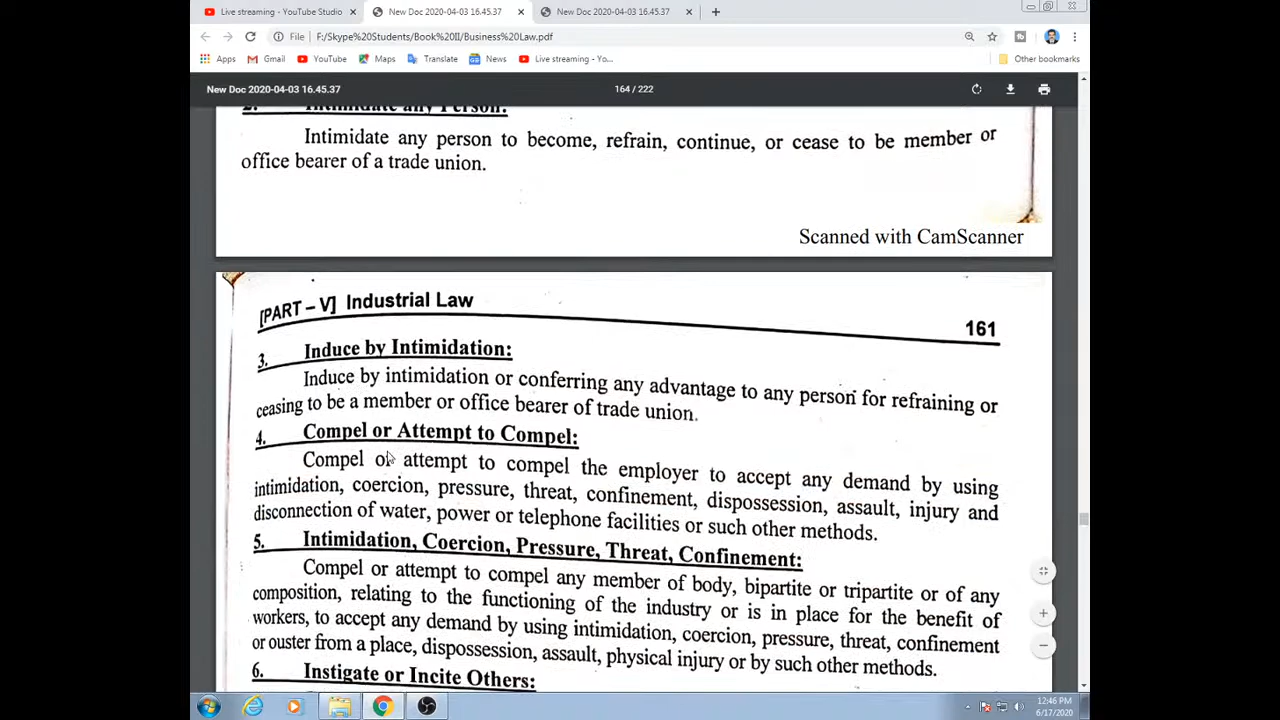 Live streaming - YouTube Studio
New Doc 2020-04-03 16.45.37
New Doc 2020-04-03 16.45.37
File
F:/Skype%20Students/Book%20II/Business%20Law.pdf
Apps
Gmail
YouTube
Maps
Translate
News
Live streaming - Yo...
Other bookmarks
New Doc 2020-04-03 16.45.37
164 / 222
2. Intimidate any Person:
Intimidate any person to become, refrain, continue, or cease to be member or
office bearer of a trade union.
Scanned with CamScanner
[PART – V] Industrial Law
161
3. Induce by Intimidation:
Induce by intimidation or conferring any advantage to any person for refraining or
ceasing to be a member or office bearer of trade union.
4. Compel or Attempt to Compel:
Compel or attempt to compel the employer to accept any demand by using
intimidation, coercion, pressure, threat, confinement, dispossession, assault, injury and
disconnection of water, power or telephone facilities or such other methods.
5. Intimidation, Coercion, Pressure, Threat, Confinement:
Compel or attempt to compel any member of body, bipartite or tripartite or of any
composition, relating to the functioning of the industry or is in place for the benefit of
workers, to accept any demand by using intimidation, coercion, pressure, threat, confinement
or ouster from a place, dispossession, assault, physical injury or by such other methods.
6. Instigate or Incite Others:
12:46 PM
6/17/2020